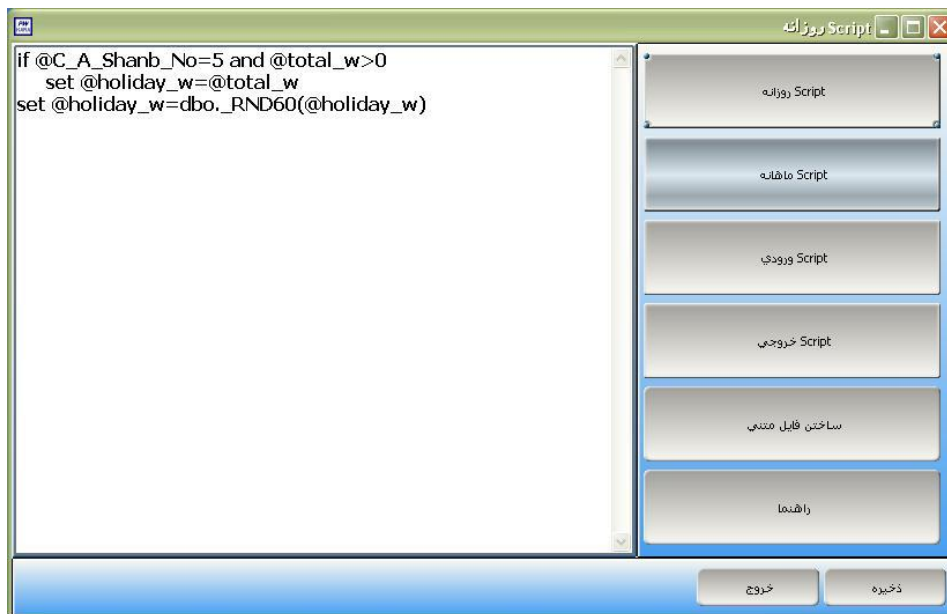 Script روزانه
if @C_A_Shanb_No=5 and @total_w>0
set @holiday_w=@total_w
set @holiday_w=dbo._RND60(@holiday_w)
Script روزانه
Script ماهانه
Script ورودي
Script خروجي
ساختن فايل متني
راهنما
ذخيره
خروج